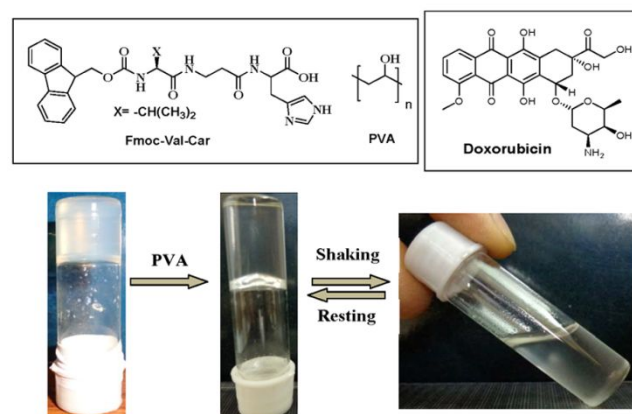 X
O
O
N
H
O
H
N
O
N
H
O
OH
N
NH
X= -CH(CH₃)₂
Fmoc-Val-Car
OH
n
PVA
O
OH
O
OH
OH
O
O
OH
O
O
OH
NH₂
Doxorubicin
PVA
Shaking
Resting